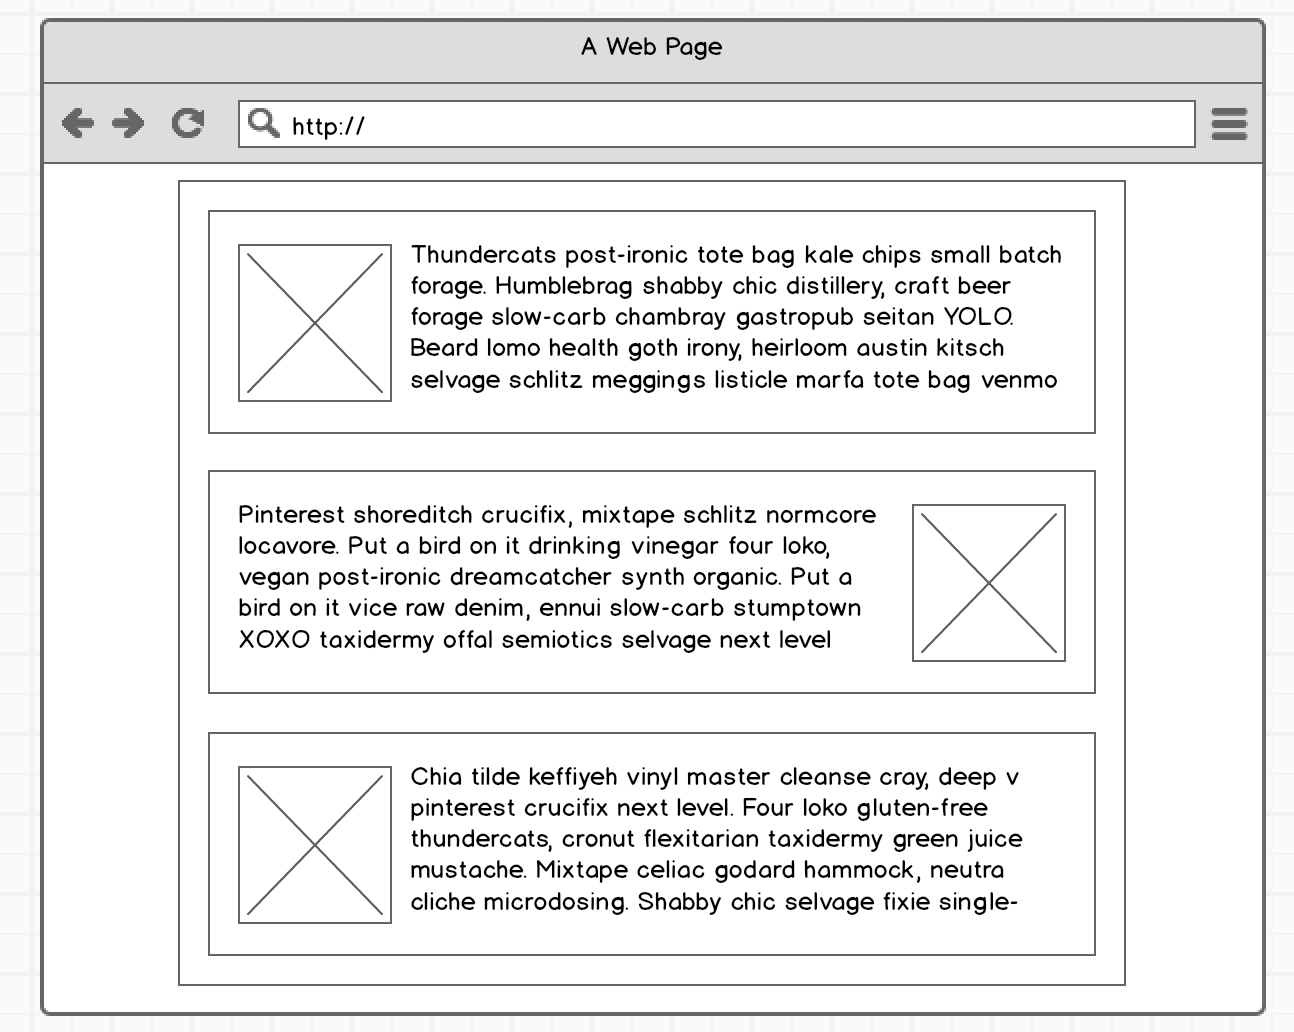 A Web Page
http://
Thundercats post-ironic tote bag kale chips small batch
forage. Humblebrag shabby chic distillery, craft beer
forage slow-carb chambray gastropub seitan YOLO.
Beard lomo health goth irony, heirloom austin kitsch
selvage schlitz meggings listicle marfa tote bag venmo
Pinterest shoreditch crucifix, mixtape schlitz normcore
locavore. Put a bird on it drinking vinegar four loko,
vegan post-ironic dreamcatcher synth organic. Put a
bird on it vice raw denim, ennui slow-carb stumptown
XOXO taxidermy offal semiotics selvage next level
Chia tilde keffiyeh vinyl master cleanse cray, deep v
pinterest crucifix next level. Four loko gluten-free
thundercats, cronut flexitarian taxidermy green juice
mustache. Mixtape celiac godard hammock, neutra
cliche microdosing. Shabby chic selvage fixie single-